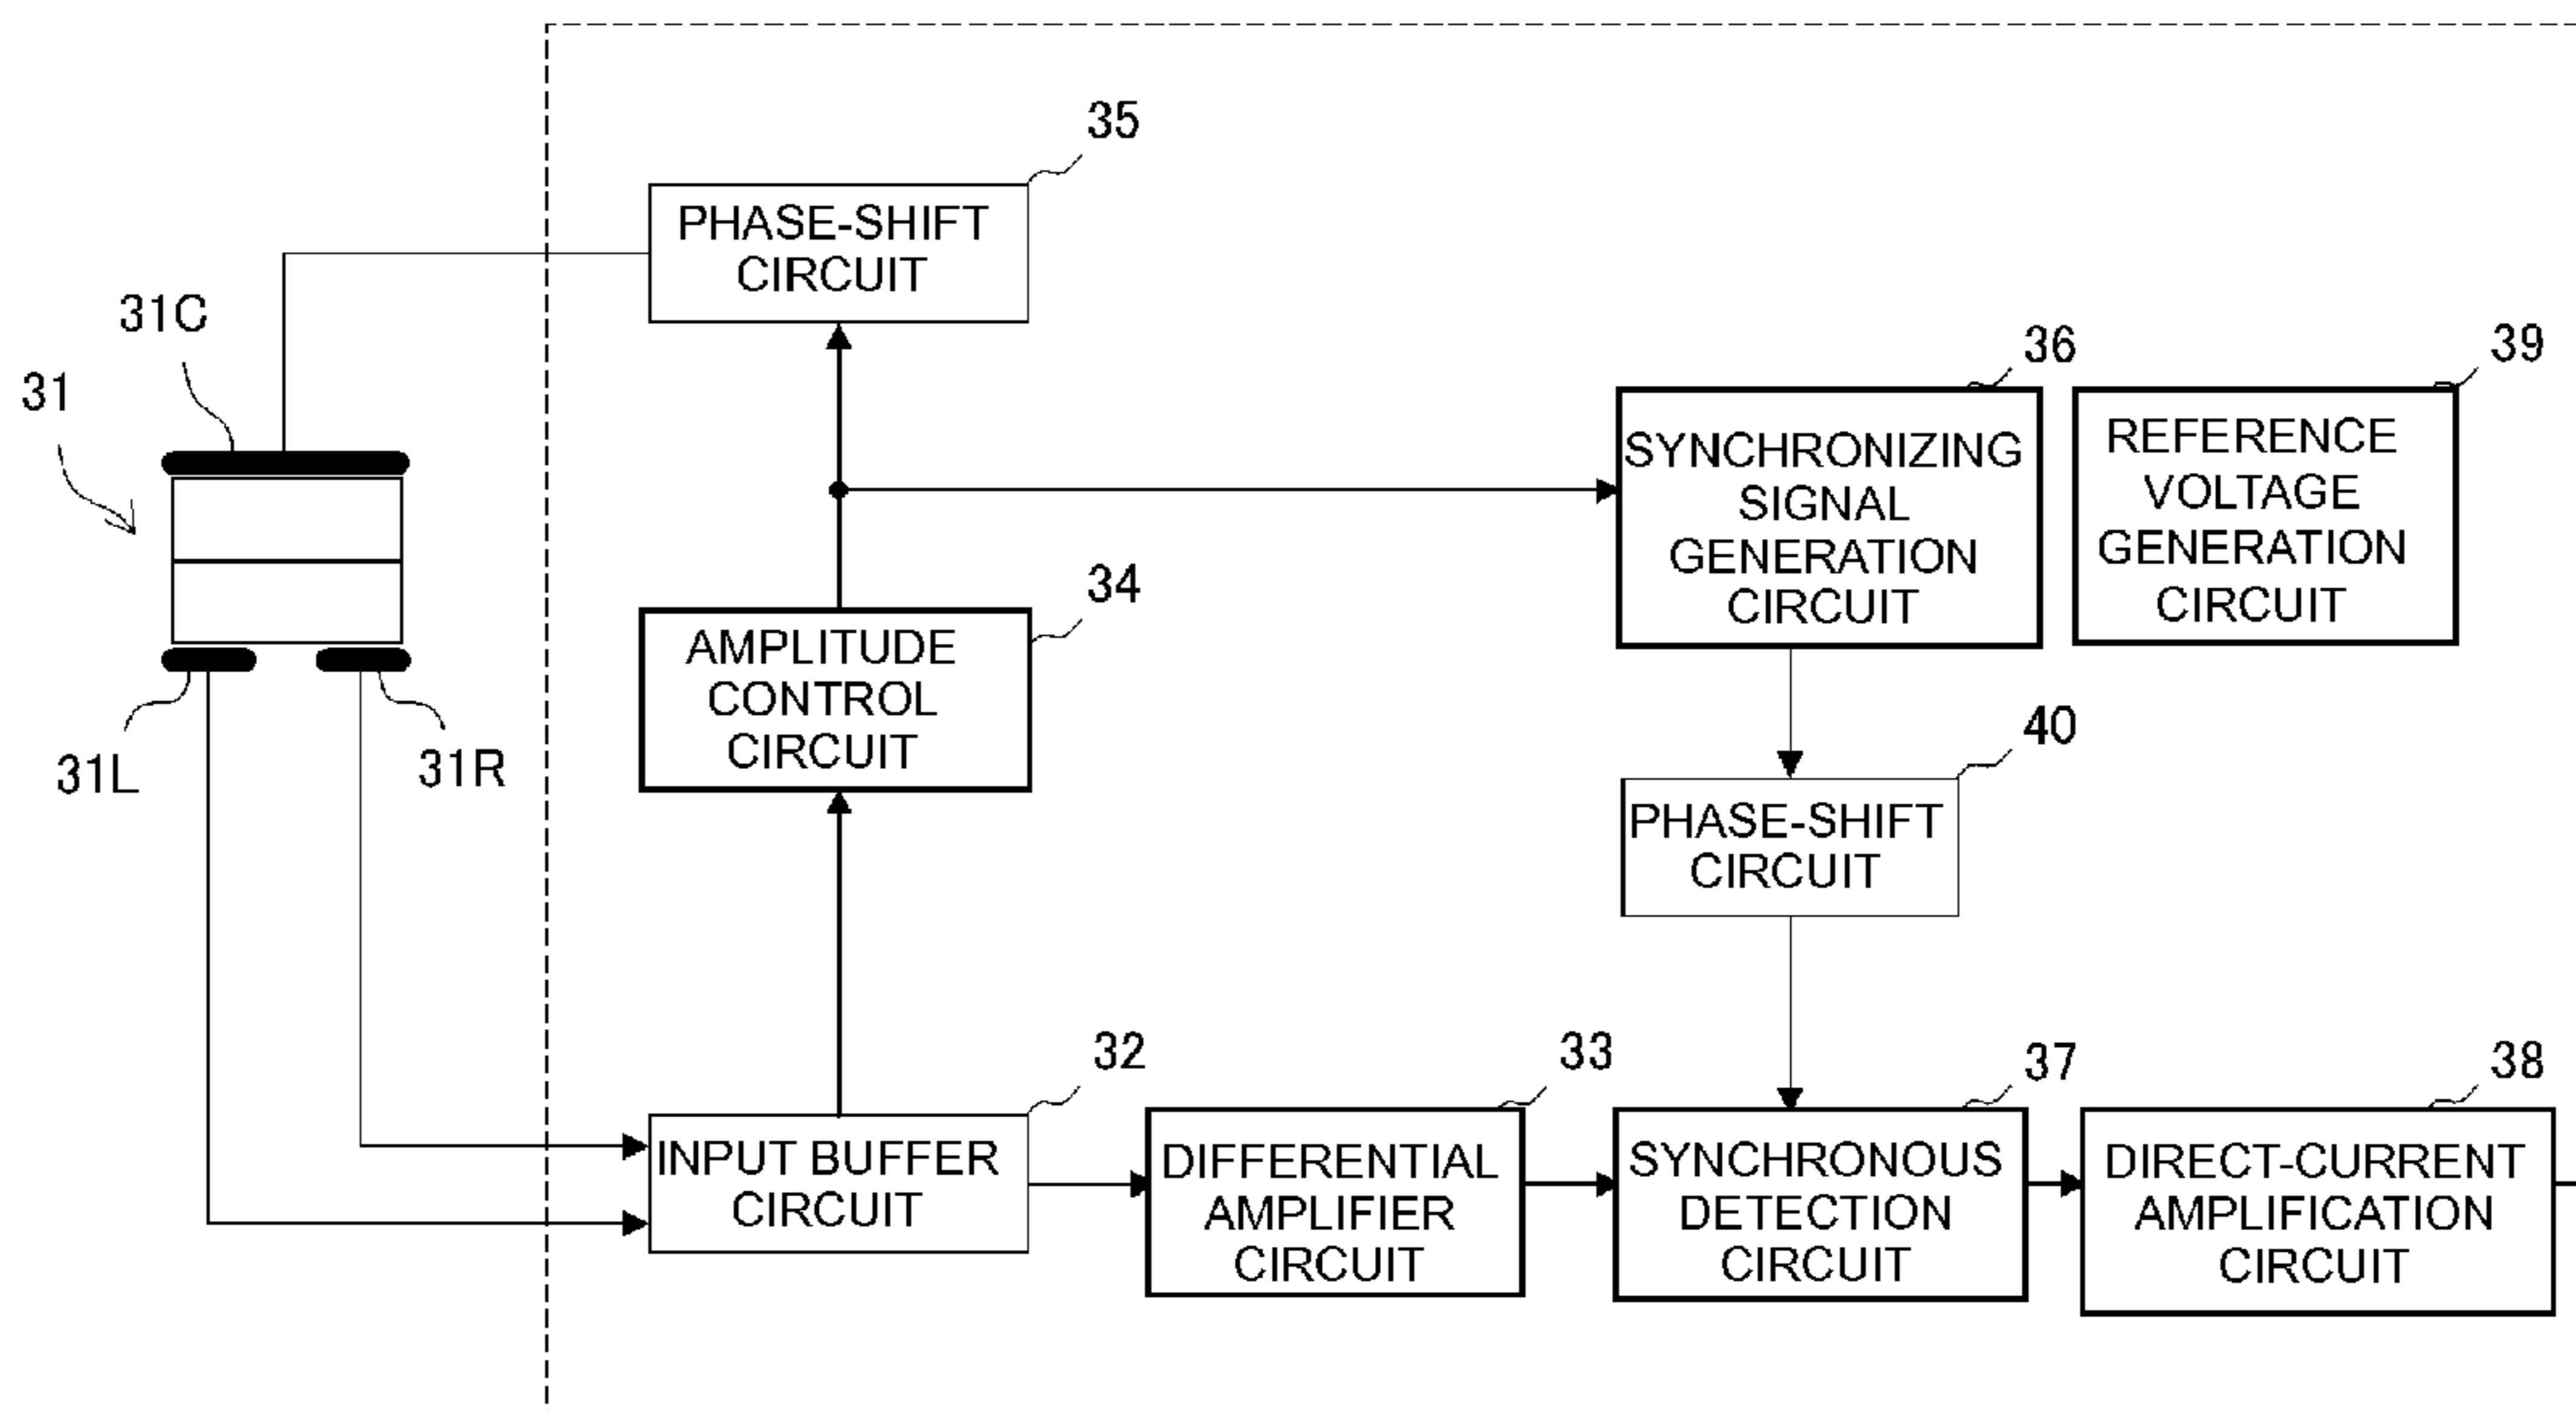 35
PHASE-SHIFT
CIRCUIT
31C
31
36
39
SYNCHRONIZING
SIGNAL
GENERATION
CIRCUIT
REFERENCE
VOLTAGE
GENERATION
CIRCUIT
34
AMPLITUDE
CONTROL
CIRCUIT
31L
31R
40
PHASE-SHIFT
CIRCUIT
32
INPUT BUFFER
CIRCUIT
33
DIFFERENTIAL
AMPLIFIER
CIRCUIT
37
SYNCHRONOUS
DETECTION
CIRCUIT
38
DIRECT-CURRENT
AMPLIFICATION
CIRCUIT